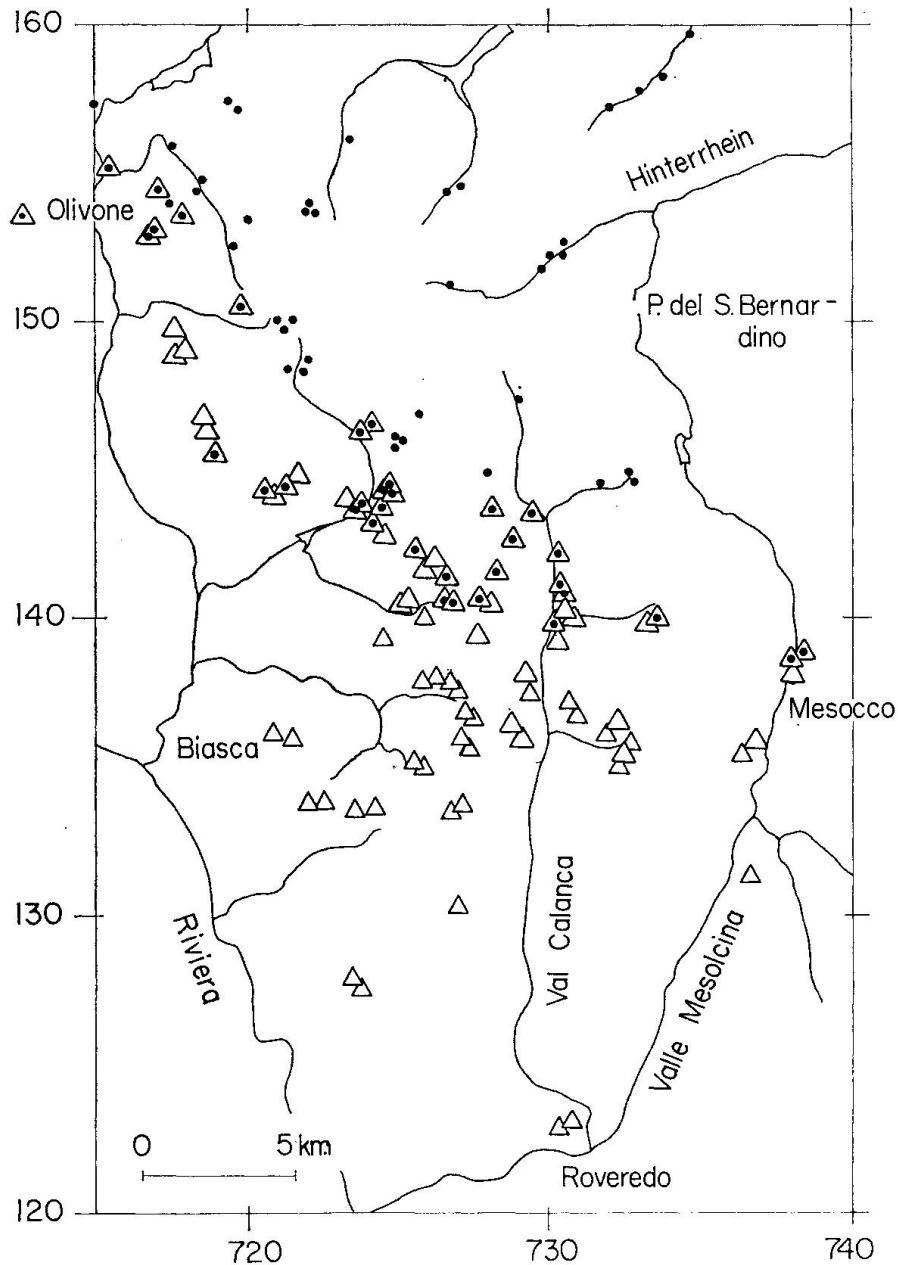 160
Hinterrhein
Olivone
150
P. del S. Bernar-
dino
140
Mesocco
Biasca
130
Riviera
Val Calanca
Valle Mesolcina
0 5 km
Roveredo
120
720 730 740